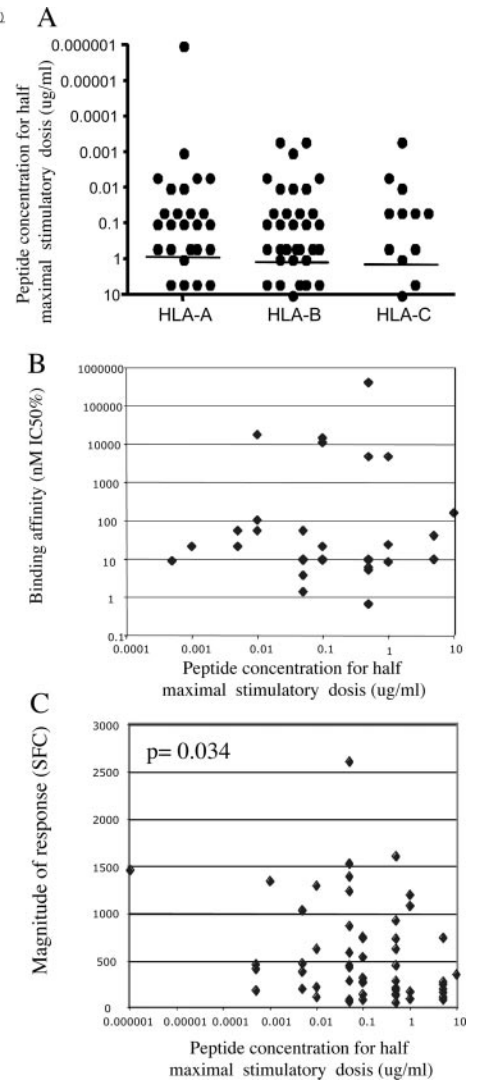 A
Peptide concentration for half
maximal stimulatory dosis (ug/ml)
0.000001
0.00001
0.0001
0.001
0.01
0.1
1
10
HLA-A
HLA-B
HLA-C
B
Binding affinity (nM IC50%)
1000000
100000
10000
1000
100
10
1
0.1
0.0001
0.001
0.01
0.1
1
10
Peptide concentration for half
maximal stimulatory dosis (ug/ml)
C
Magnitude of response (SFC)
p= 0.034
3000
2500
2000
1500
1000
500
0
0.000001
0.00001
0.0001
0.001
0.01
0.1
1
10
Peptide concentration for half
maximal stimulatory dosis (ug/ml)